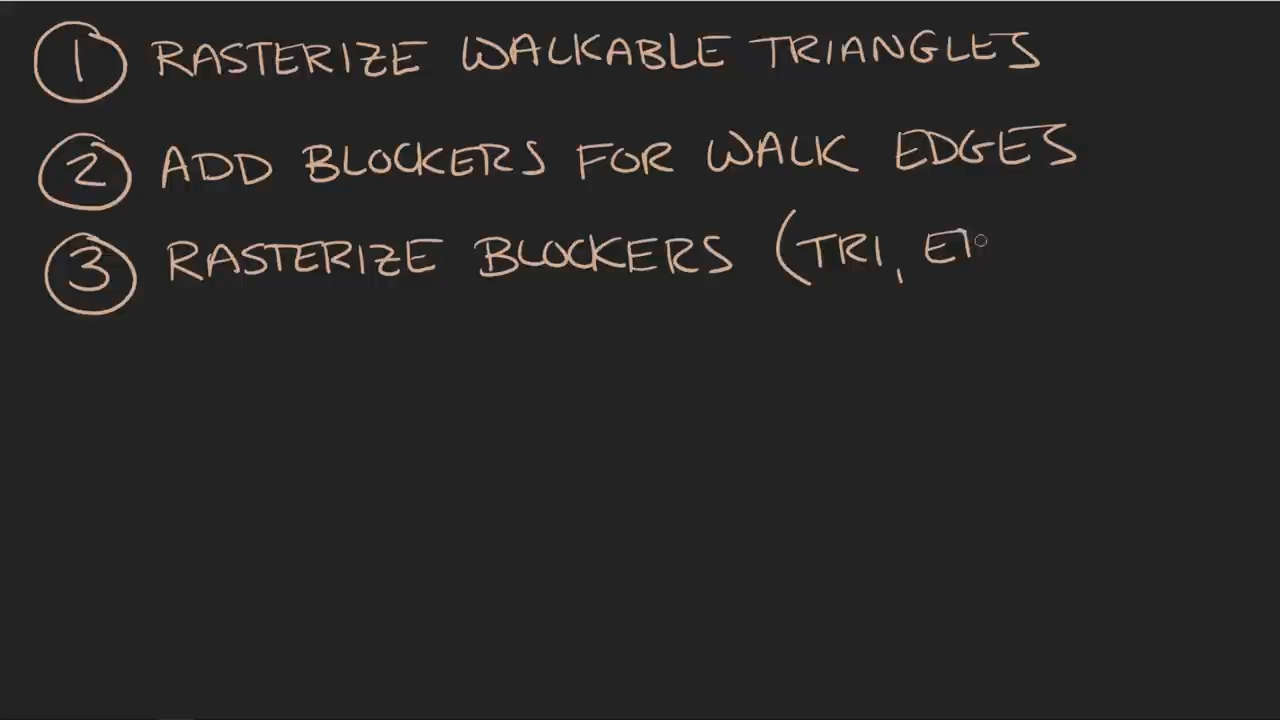 1 RASTERIZE WALKABLE TRIANGLES
2 ADD BLOCKERS FOR WALK EDGES
3 RASTERIZE BLOCKERS (TRI,